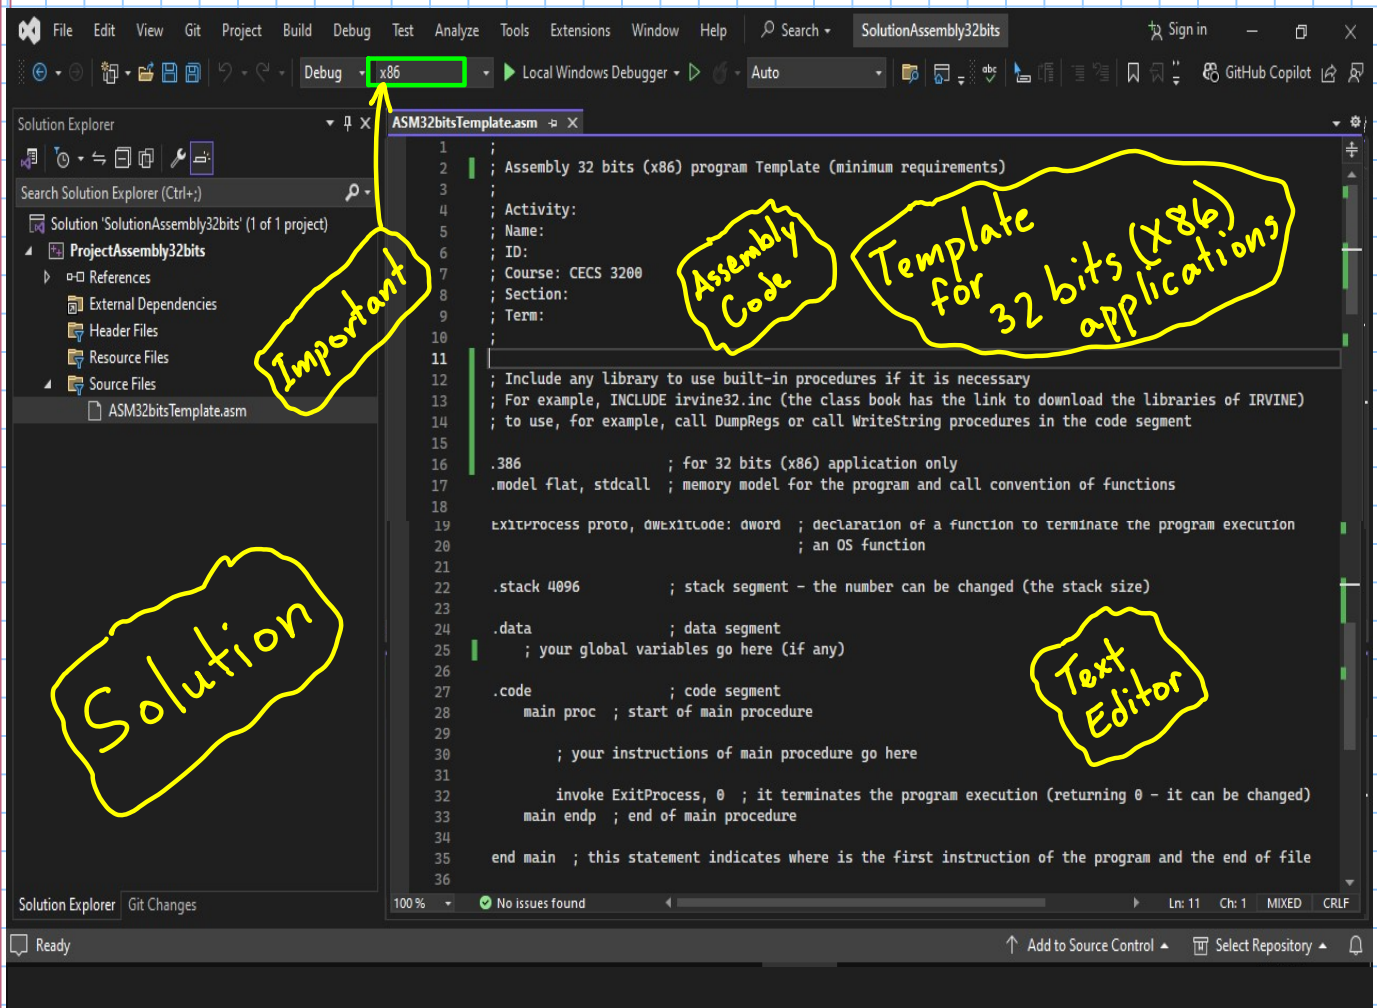 File Edit View Git Project Build Debug Test Analyze Tools Extensions Window Help Search SolutionAssembly32bits Sign in
Debug x86 Local Windows Debugger Auto GitHub Copilot
Solution Explorer
Search Solution Explorer (Ctrl+;)
Solution 'SolutionAssembly32bits' (1 of 1 project)
ProjectAssembly32bits
References
External Dependencies
Header Files
Resource Files
Source Files
ASM32bitsTemplate.asm
Important
Solution
Solution Explorer Git Changes
ASM32bitsTemplate.asm
1 ;
2 ; Assembly 32 bits (x86) program Template (minimum requirements)
3 ;
4 ; Activity:
5 ; Name:
6 ; ID:
7 ; Course: CECS 3200
8 ; Section:
9 ; Term:
10 ;
11
12 ; Include any library to use built-in procedures if it is necessary
13 ; For example, INCLUDE irvine32.inc (the class book has the link to download the libraries of IRVINE)
14 ; to use, for example, call DumpRegs or call WriteString procedures in the code segment
15
16 .386 ; for 32 bits (x86) application only
17 .model flat, stdcall ; memory model for the program and call convention of functions
18
19 ExitProcess proto, dwExitCode: dword ; declaration of a function to terminate the program execution
20 ; an OS function
21
22 .stack 4096 ; stack segment - the number can be changed (the stack size)
23
24 .data ; data segment
25 ; your global variables go here (if any)
26
27 .code ; code segment
28 main proc ; start of main procedure
29
30 ; your instructions of main procedure go here
31
32 invoke ExitProcess, 0 ; it terminates the program execution (returning 0 - it can be changed)
33 main endp ; end of main procedure
34
35 end main ; this statement indicates where is the first instruction of the program and the end of file
36
Assembly
Code
Template
for
32 bits (X86)
applications
Text
Editor
100 % No issues found Ln: 11 Ch: 1 MIXED CRLF
Ready Add to Source Control Select Repository